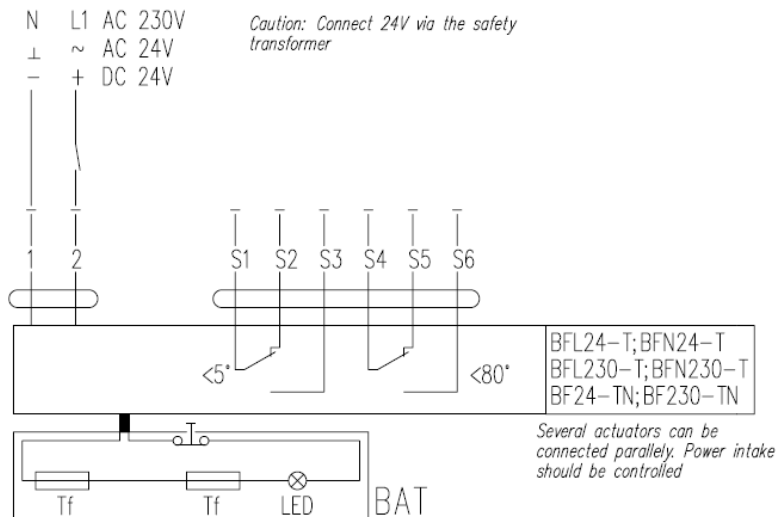 N L1 AC 230V
⊥ ~ AC 24V
− + DC 24V
Caution: Connect 24V via the safety
transformer
1 2 S1 S2 S3 S4 S5 S6
<5° <80°
BFL24-T;BFN24-T
BFL230-T;BFN230-T
BF24-TN;BF230-TN
Several actuators can be
connected parallely. Power intake
should be controlled
Tf Tf LED BAT